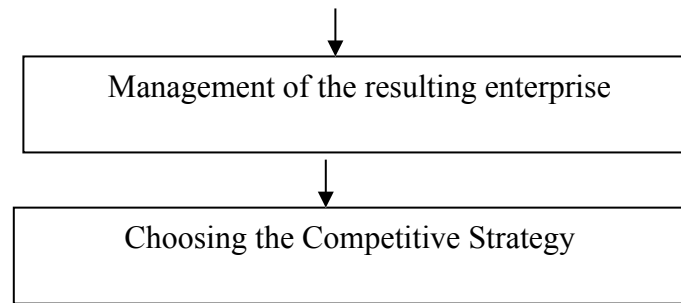 Management of the resulting enterprise
Choosing the Competitive Strategy